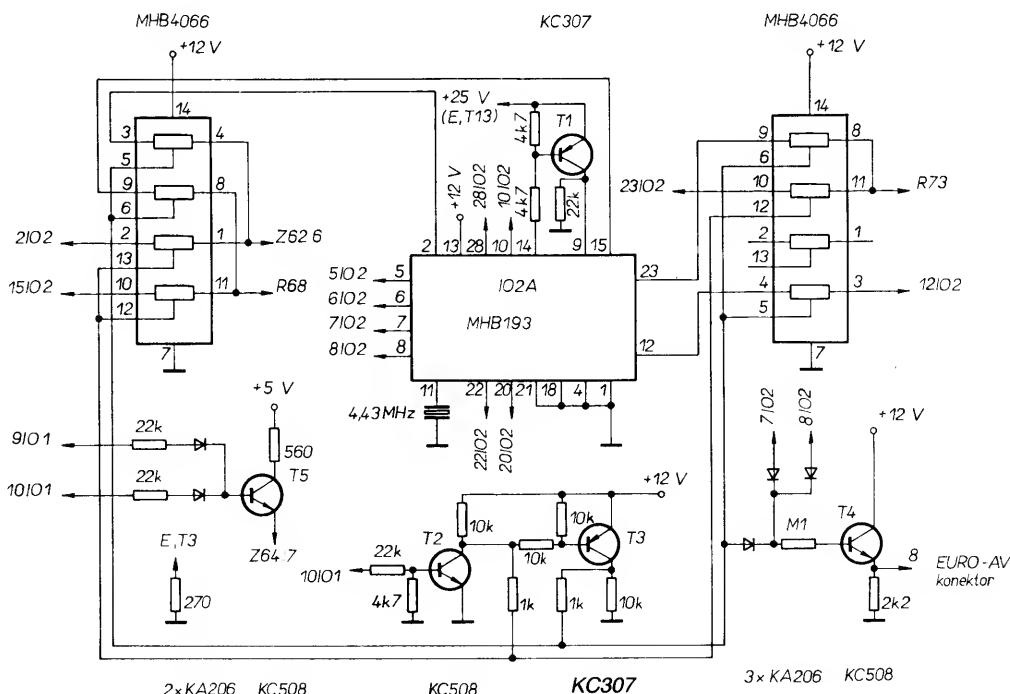 MHB4066
KC307
MHB4066
+12 V
+12 V
+25 V
(E,T13)
T1
4k7
4k7
22k
+12 V
28IO2
10IO2
14
3
4
5
9
8
6
2
1
13
10
11
12
7
2IO2
15IO2
Z62 6
R68
2
13
28
10
14
9
15
5IO2
5
6IO2
6
7IO2
7
8IO2
8
IO2A
MHB193
23
12
11
22
20
21
18
4
1
4,43 MHz
22IO2
20IO2
14
9
8
6
10
11
12
2
1
13
4
3
5
7
23IO2
R73
12IO2
+5 V
9IO1
22k
560
10IO1
22k
T5
E,T3
Z64/7
270
+12 V
10k
10k
T2
T3
10k
22k
10IO1
4k7
1k
1k
10k
7IO2
8IO2
+12 V
M1
T4
8
EURO-AV
konektor
2k2
2× KA206 KC508
KC508
KC307
3× KA206 KC508